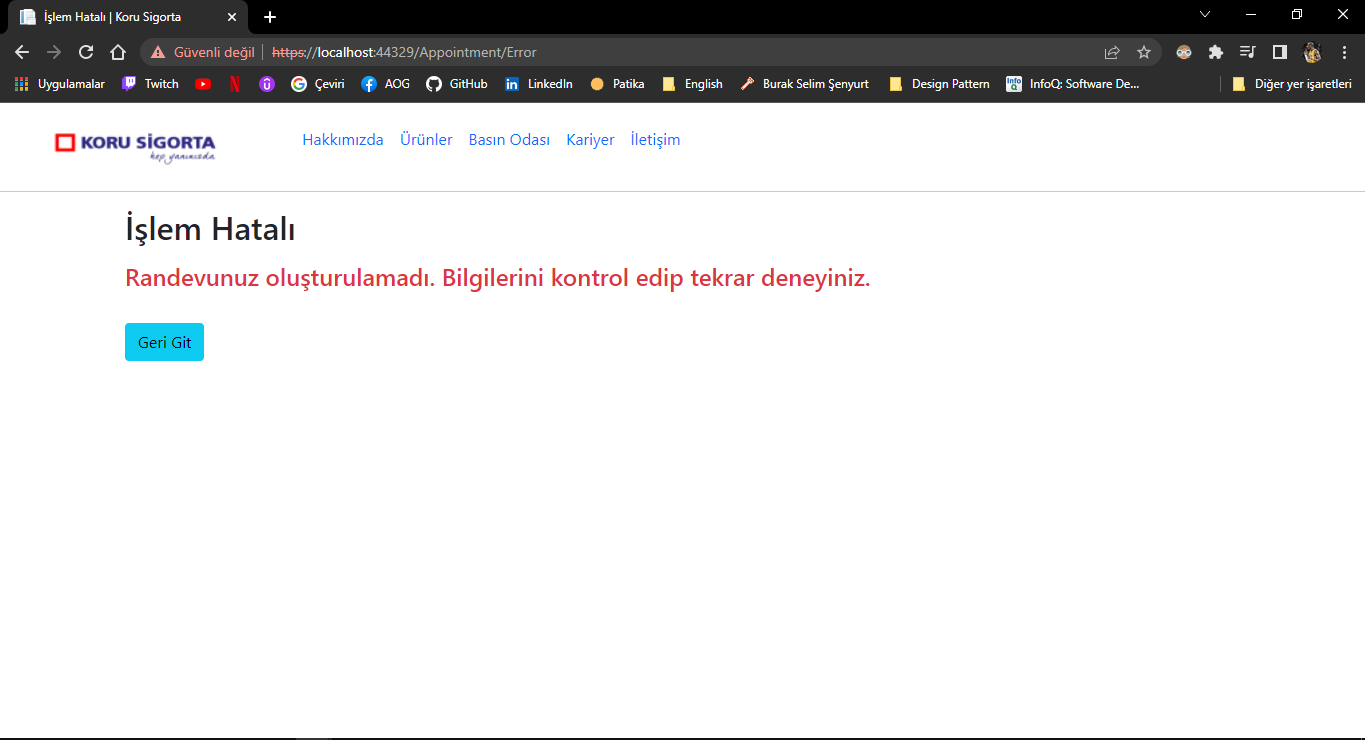 İşlem Hatalı | Koru Sigorta
Güvenli değil https://localhost:44329/Appointment/Error
Uygulamalar Twitch Çeviri AOG GitHub LinkedIn Patika English Burak Selim Şenyurt Design Pattern InfoQ: Software De... Diğer yer işaretleri
KORU SİGORTA
hep yanınızda
Hakkımızda Ürünler Basın Odası Kariyer İletişim
İşlem Hatalı
Randevunuz oluşturulamadı. Bilgilerini kontrol edip tekrar deneyiniz.
Geri Git